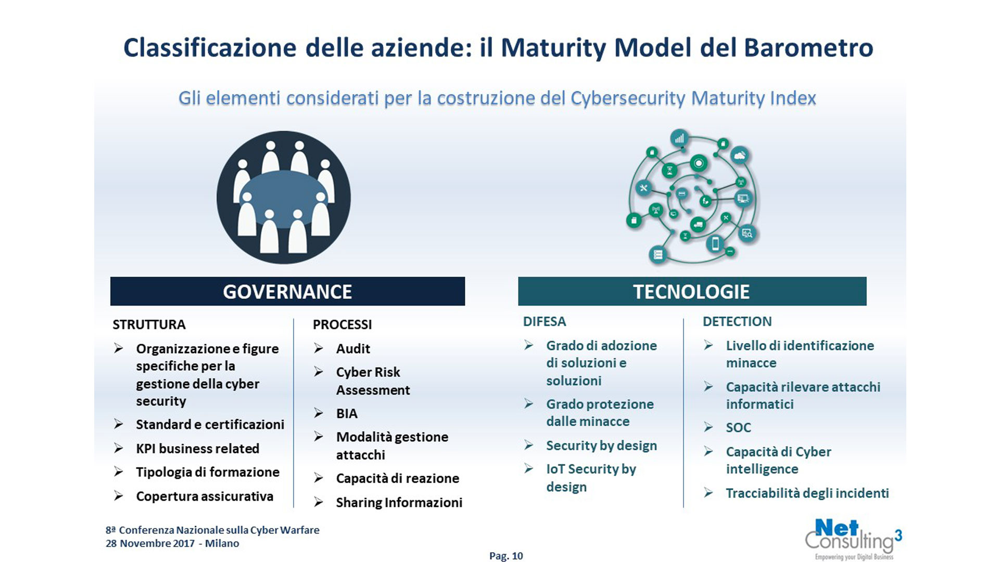 Classificazione delle aziende: il Maturity Model del Barometro
Gli elementi considerati per la costruzione del Cybersecurity Maturity Index
GOVERNANCE
STRUTTURA
Organizzazione e figure
specifiche per la
gestione della cyber
security
Standard e certificazioni
KPI business related
Tipologia di formazione
Copertura assicurativa
PROCESSI
Audit
Cyber Risk
Assessment
BIA
Modalità gestione
attacchi
Capacità di reazione
Sharing Informazioni
TECNOLOGIE
DIFESA
Grado di adozione
di soluzioni e
soluzioni
Grado protezione
dalle minacce
Security by design
IoT Security by
design
DETECTION
Livello di identificazione
minacce
Capacità rilevare attacchi
informatici
SOC
Capacità di Cyber
intelligence
Tracciabilità degli incidenti
8ª Conferenza Nazionale sulla Cyber Warfare
28 Novembre 2017 - Milano
Pag. 10
Net
Consulting3
Empowering your Digital Business